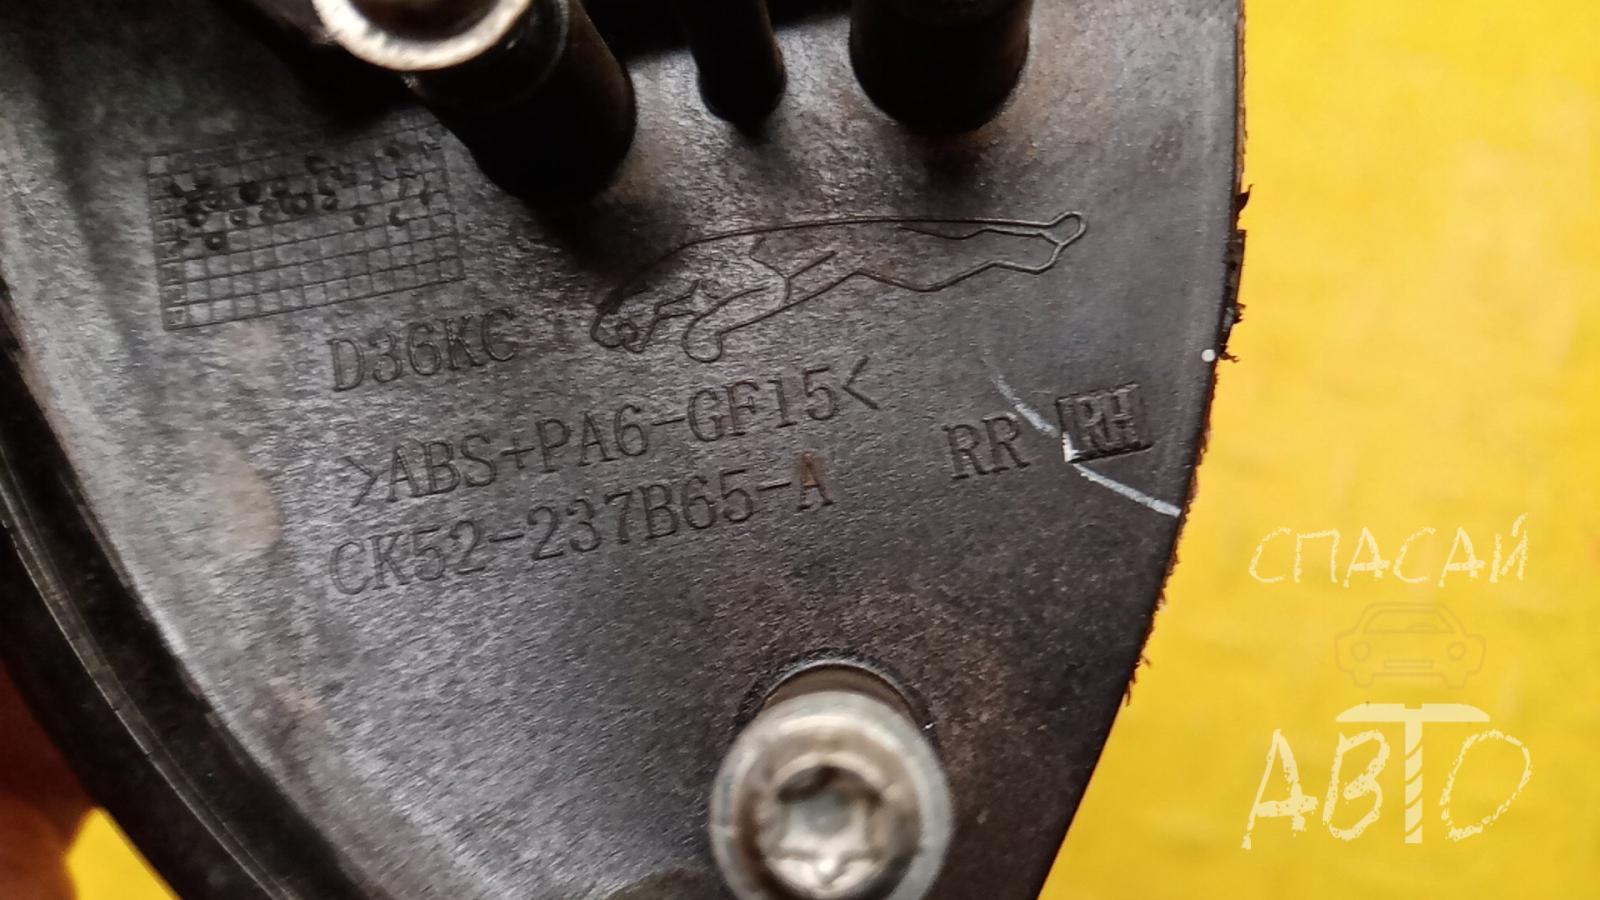 D36KC
>ABS+PA6-GF15<
RR RH
CK52-237B65-A
СПАСАЙ
АВТО